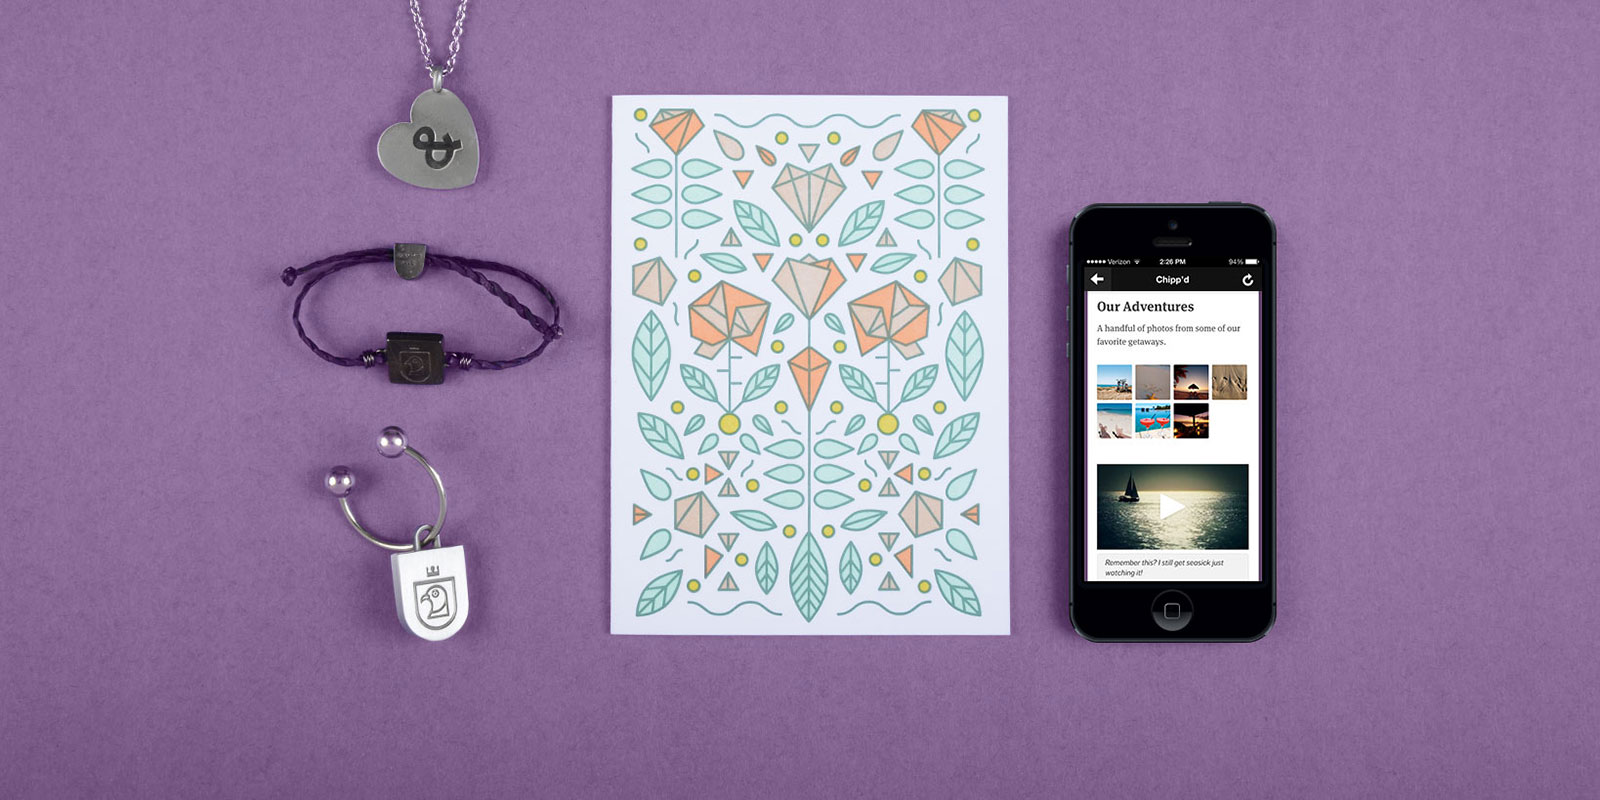 &
Verizon 2:26 PM 94%
Chipp'd
Our Adventures
A handful of photos from some of our
favorite getaways.
Remember this? I still get seasick just
watching it!